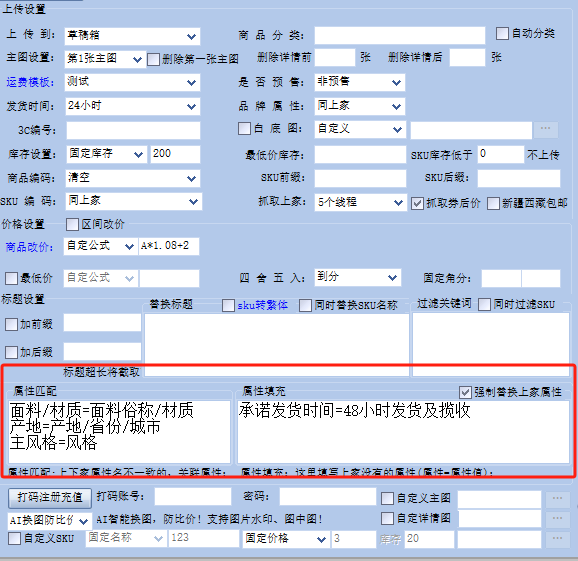 上传设置
上 传 到: 草稿箱 商 品 分 类: 自动分类
主图设置: 第1张主图 删除第一张主图 删除详情前 张 删除详情后 张
运费模板: 测试 是 否 预 售: 非预售
发货时间: 24小时 品 牌 属 性: 同上家
3C编号: 白 底 图: 自定义 ...
库存设置: 固定库存 200 最低价库存: SKU库存低于 0 不上传
商品编码: 清空 SKU前缀: SKU后缀:
SKU 编 码: 同上家 抓取上家: 5个线程 抓取券后价 新疆西藏包邮
价格设置 区间改价
商品改价: 自定公式 A*1.08+2
最低价 自定公式 四 舍 五 入: 到分 固定角分:
标题设置 替换标题 sku转繁体 同时替换SKU名称 过滤关键词 同时过滤SKU
加前缀
加后缀
标题超长将截取
属性匹配 属性填充 强制替换上家属性
面料/材质=面料俗称/材质
产地=产地/省份/城市
主风格=风格
承诺发货时间=48小时发货及揽收
属性匹配:上下家属性名不一致的,关联属性; 属性填充: 这里填写上家没有的属性(属性=属性值);
打码注册充值 打码账号: 密码: 自定义主图 ...
AI换图防比价 AI智能换图,防比价!支持图片水印、图中图! 自定详情图 ...
自定义SKU 固定名称 123 固定价格 3 库存 20 ...